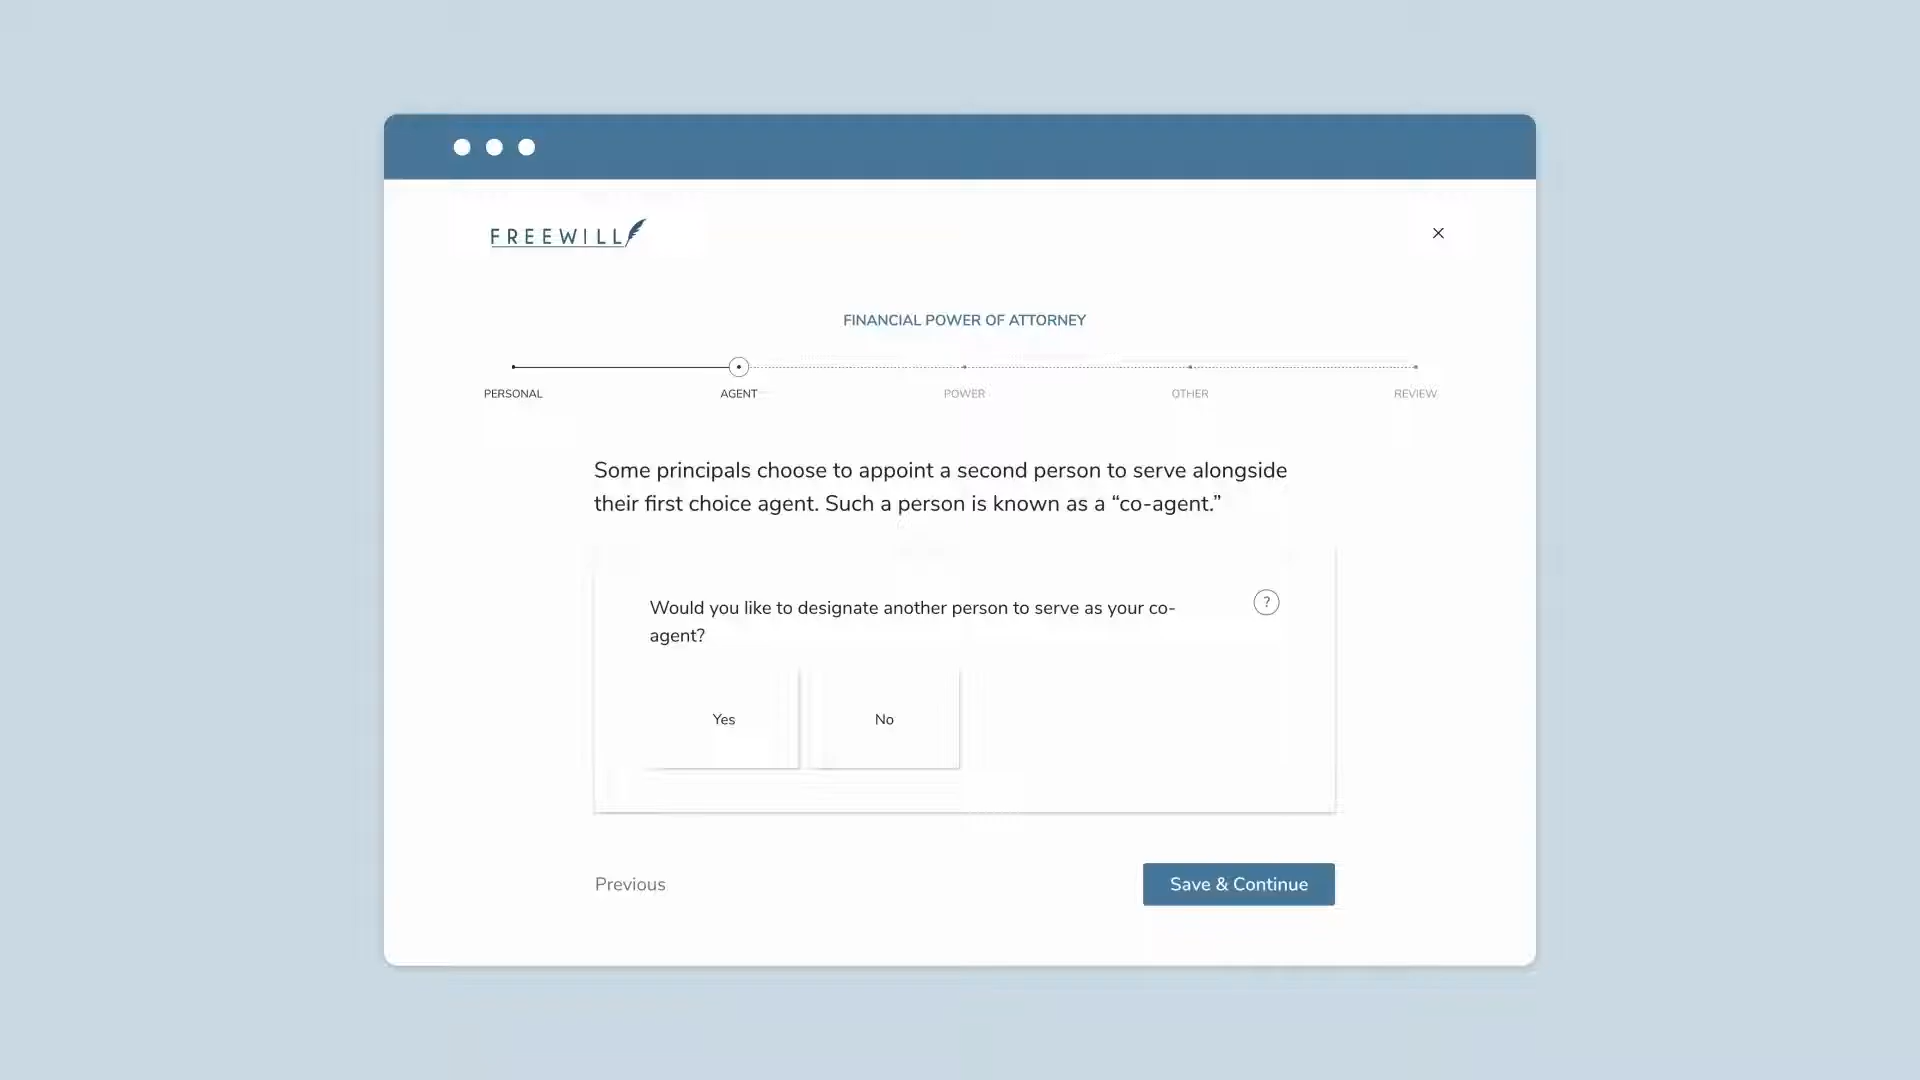 FREEWILL
FINANCIAL POWER OF ATTORNEY
PERSONAL
AGENT
POWER
OTHER
REVIEW
Some principals choose to appoint a second person to serve alongside
their first choice agent. Such a person is known as a “co-agent.”
Would you like to designate another person to serve as your co-
agent?
?
Yes
No
Previous
Save & Continue